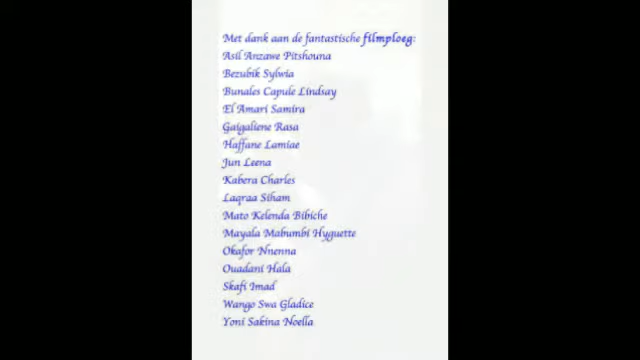 Met dank aan de fantastische filmploeg:
Asil Anzawe Pitshouna
Bezubik Sylwia
Bunales Capule Lindsay
El Amari Samira
Gaigaliene Rasa
Haffane Lamiae
Jun Leena
Kabera Charles
Laqraa Siham
Mato Kelenda Bibiche
Mayala Mabumbi Hyguette
Okafor Nnenna
Ouadani Hala
Skafi Imad
Wango Swa Gladice
Yoni Sakina Noella